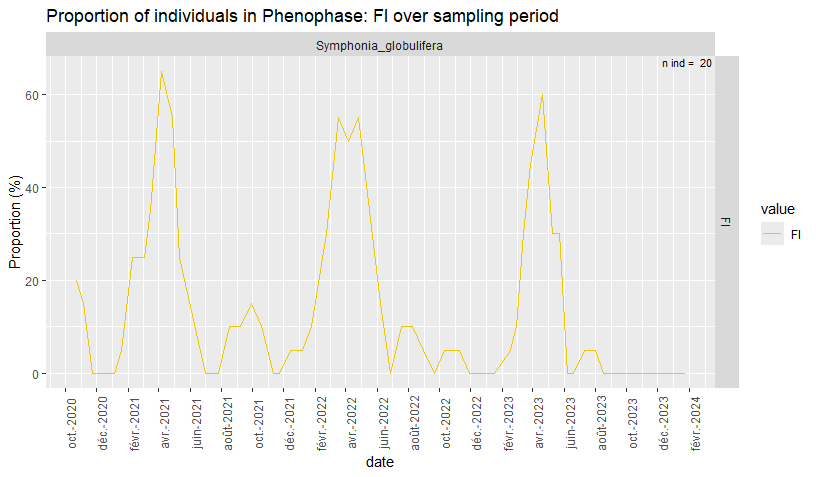 Proportion of individuals in Phenophase: Fl over sampling period
Symphonia_globulifera
n ind = 20
60
40
20
0
Proportion (%)
Fl
value
Fl
oct.-2020
déc.-2020
févr.-2021
avr.-2021
juin-2021
août-2021
oct.-2021
déc.-2021
févr.-2022
avr.-2022
juin-2022
août-2022
oct.-2022
déc.-2022
févr.-2023
avr.-2023
juin-2023
août-2023
oct.-2023
déc.-2023
févr.-2024
date